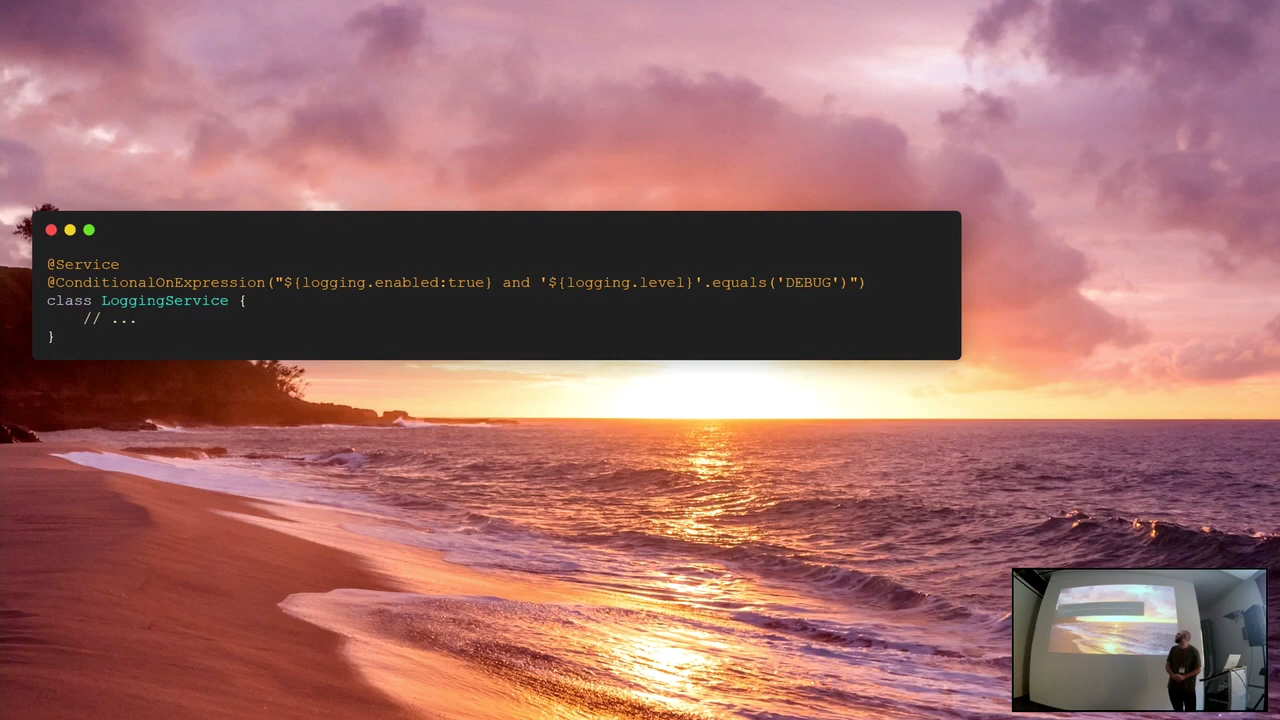 @Service
@ConditionalOnExpression("${logging.enabled:true} and '${logging.level}'.equals('DEBUG')")
class LoggingService {
    // ...
}